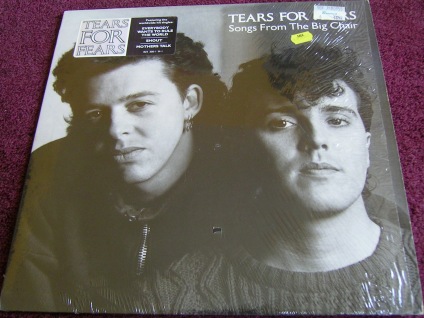 TEARS
FOR
FEARS
EVERYBODY
WANTS TO RULE
THE WORLD
SHOUT
MOTHERS TALK
TEARS FOR FEARS
Songs From The Big Chair